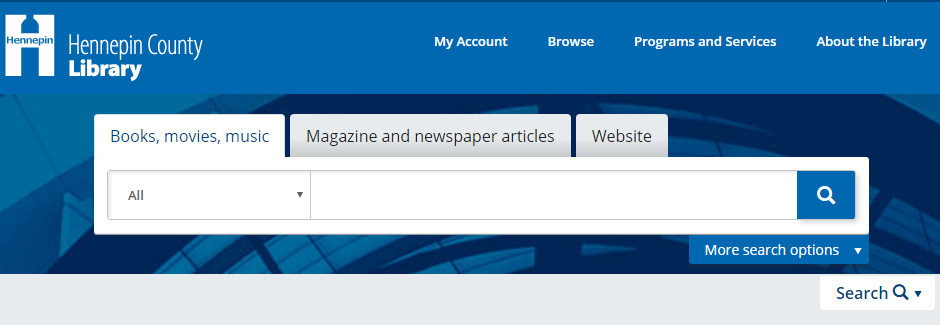 Hennepin
Hennepin County
Library
My Account
Browse
Programs and Services
About the Library
Books, movies, music
Magazine and newspaper articles
Website
All
More search options
Search